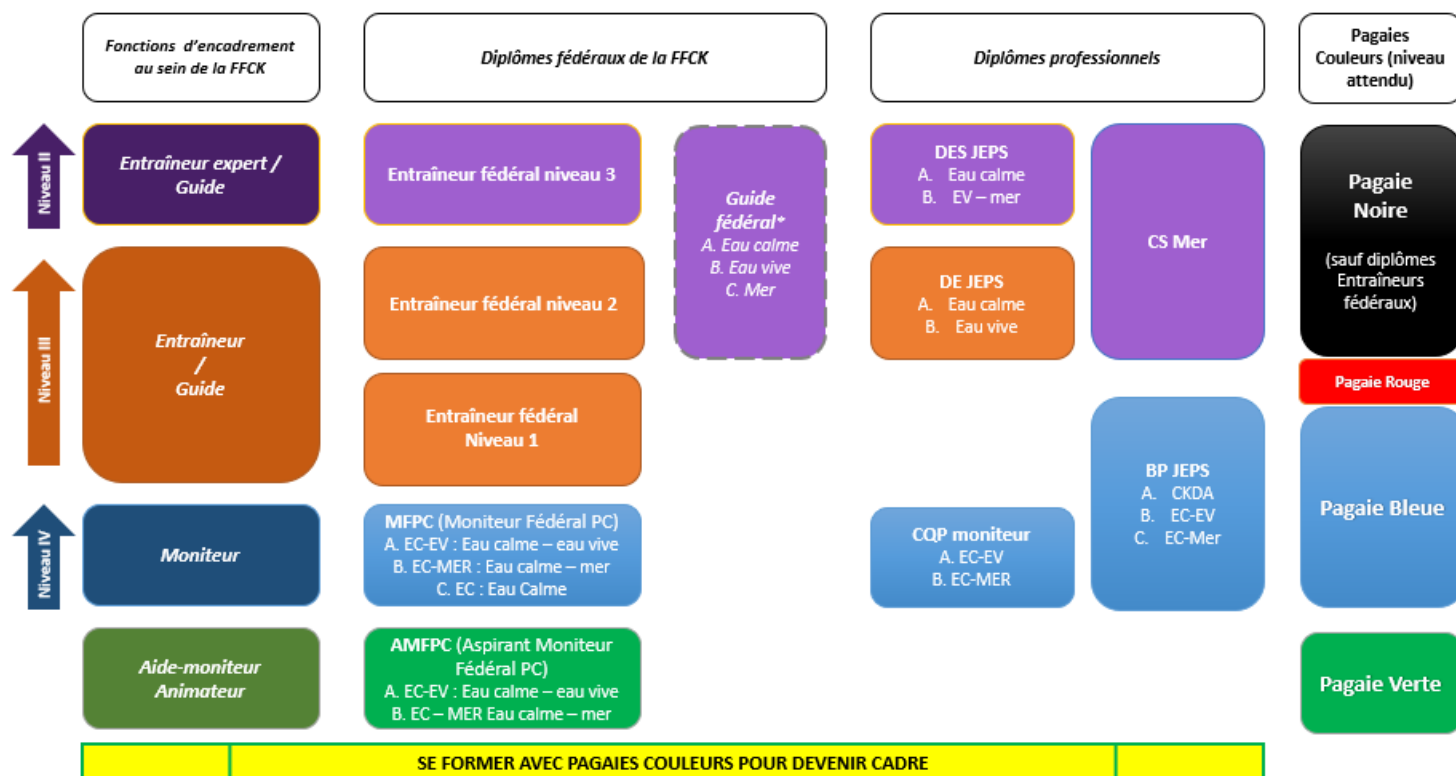 Fonctions d'encadrement
au sein de la FFCK
Diplômes fédéraux de la FFCK
Diplômes professionnels
Pagaies
Couleurs (niveau
attendu)
Niveau II
Entraîneur expert /
Guide
Entraîneur fédéral niveau 3
Guide
fédéral*
A. Eau calme
B. Eau vive
C. Mer
DES JEPS
A. Eau calme
B. EV – mer
CS Mer
Pagaie
Noire
(sauf diplômes
Entraîneurs
fédéraux)
Niveau III
Entraîneur
/
Guide
Entraîneur fédéral niveau 2
DE JEPS
A. Eau calme
B. Eau vive
Pagaie Rouge
Entraîneur fédéral
Niveau 1
BP JEPS
A. CKDA
B. EC-EV
C. EC-Mer
Pagaie Bleue
Niveau IV
Moniteur
MFPC (Moniteur Fédéral PC)
A. EC-EV : Eau calme – eau vive
B. EC-MER : Eau calme – mer
C. EC : Eau Calme
CQP moniteur
A. EC-EV
B. EC-MER
Aide-moniteur
Animateur
AMFPC (Aspirant Moniteur
Fédéral PC)
A. EC-EV : Eau calme – eau vive
B. EC – MER Eau calme – mer
Pagaie Verte
SE FORMER AVEC PAGAIES COULEURS POUR DEVENIR CADRE